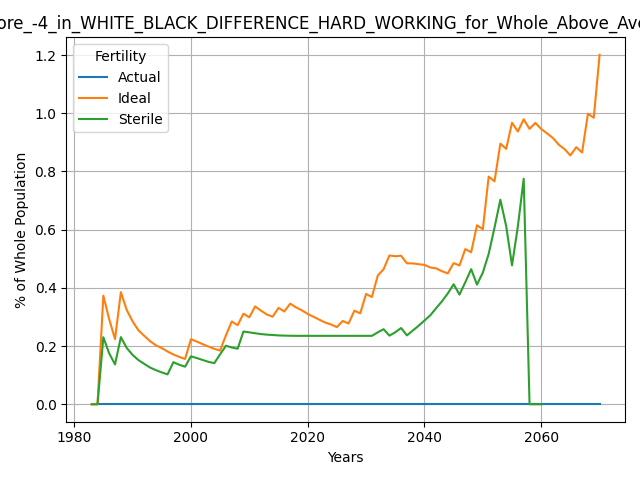 ore_-4_in_WHITE_BLACK_DIFFERENCE_HARD_WORKING_for_Whole_Above_Ave
Fertility
Actual
Ideal
Sterile
% of Whole Population
1.2
1.0
0.8
0.6
0.4
0.2
0.0
1980
2000
2020
2040
2060
Years